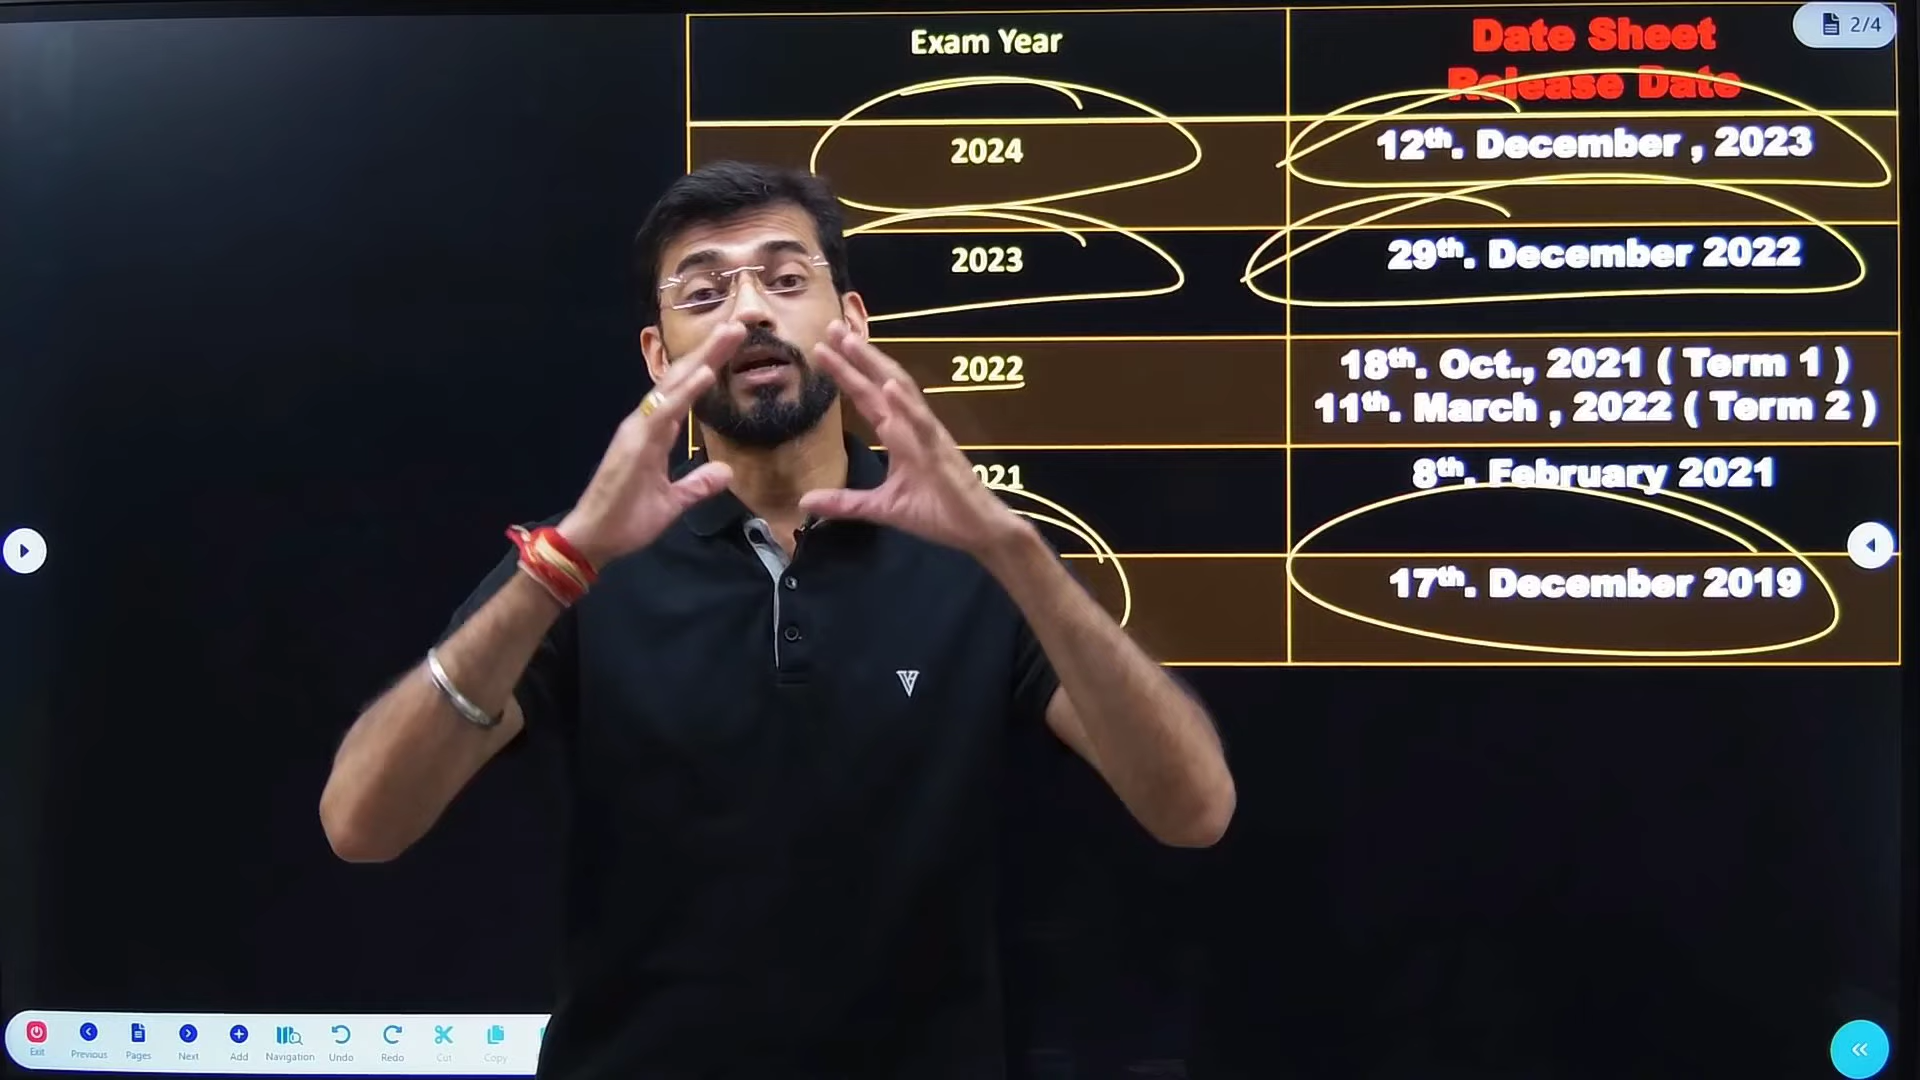 Exam Year
Date Sheet
Release Date
2/4
2024
12th. December , 2023
2023
29th. December 2022
2022
18th. Oct., 2021 ( Term 1 )
11th. March , 2022 ( Term 2 )
021
8th. February 2021
17th. December 2019
Exit
Previous
Pages
Next
Add
Navigation
Undo
Redo
Cut
Copy